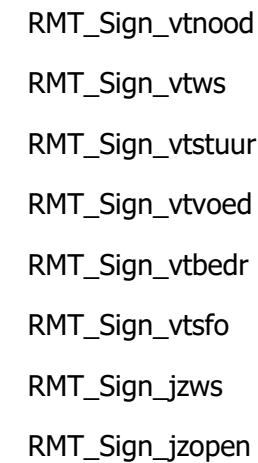 RMT_Sign_vtnood
RMT_Sign_vtws
RMT_Sign_vtstuur
RMT_Sign_vtvoed
RMT_Sign_vtbedr
RMT_Sign_vtsfo
RMT_Sign_jzws
RMT_Sign_jzopen